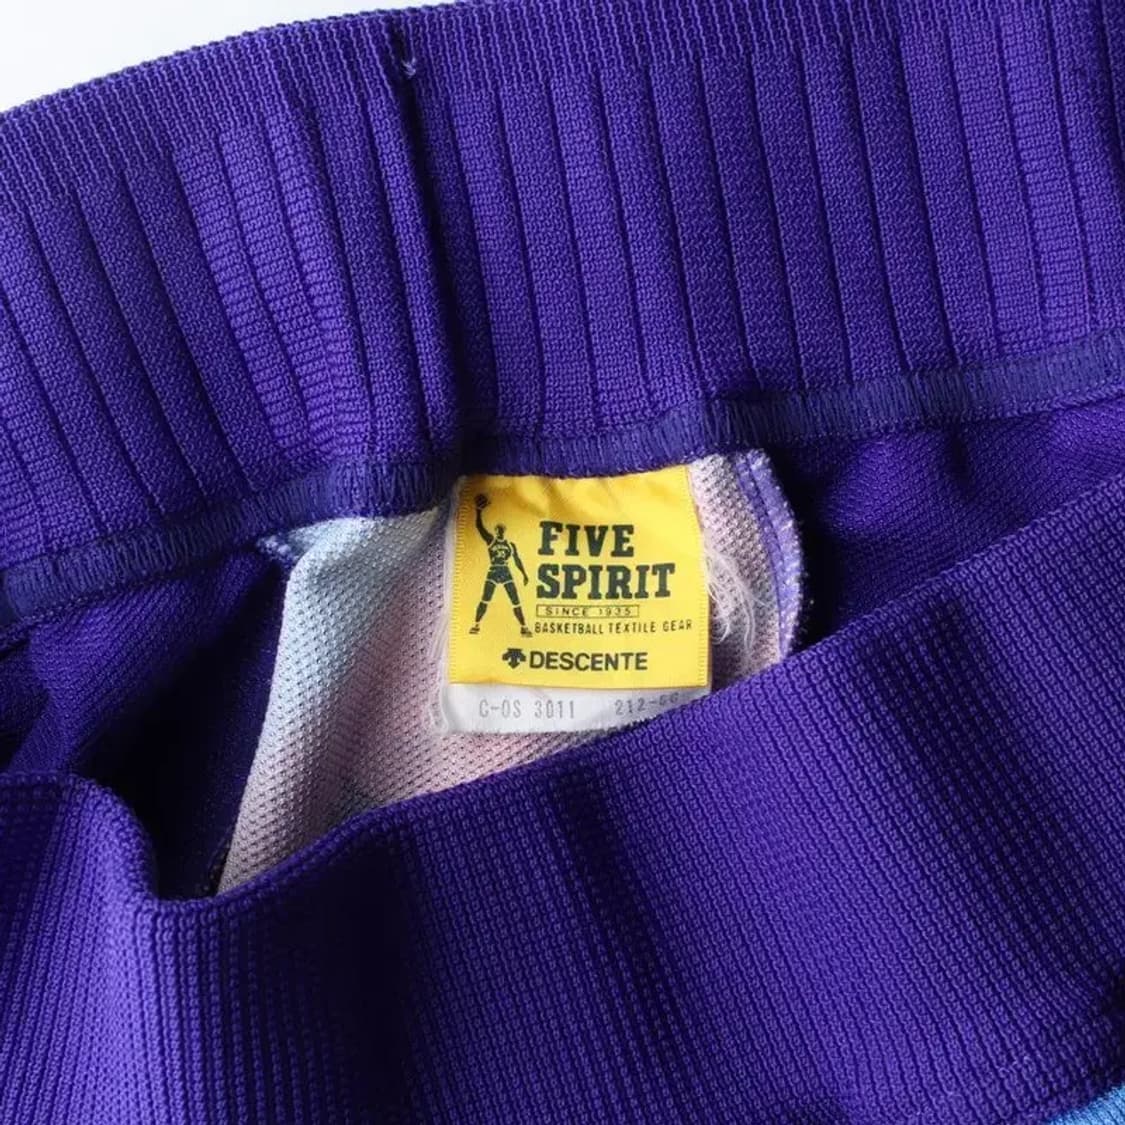 FIVE
SPIRIT
SINCE 1935
BASKETBALL TEXTILE GEAR
DESCENTE
C-OS 3011